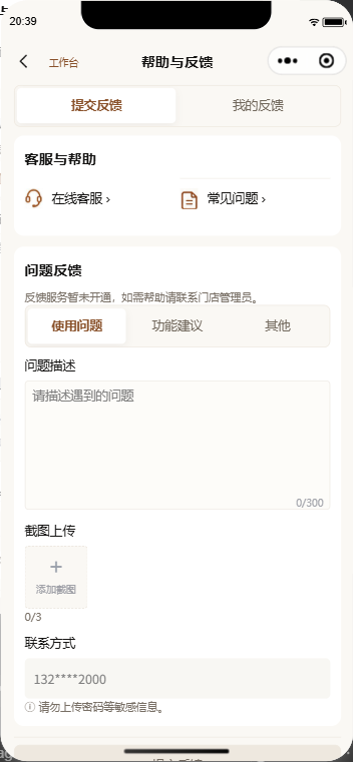 20:39
工作台
帮助与反馈
提交反馈
我的反馈
客服与帮助
在线客服 ›
常见问题 ›
问题反馈
反馈服务暂未开通，如需帮助请联系门店管理员。
使用问题
功能建议
其他
问题描述
请描述遇到的问题
0/300
截图上传
+
添加截图
0/3
联系方式
132****2000
请勿上传密码等敏感信息。